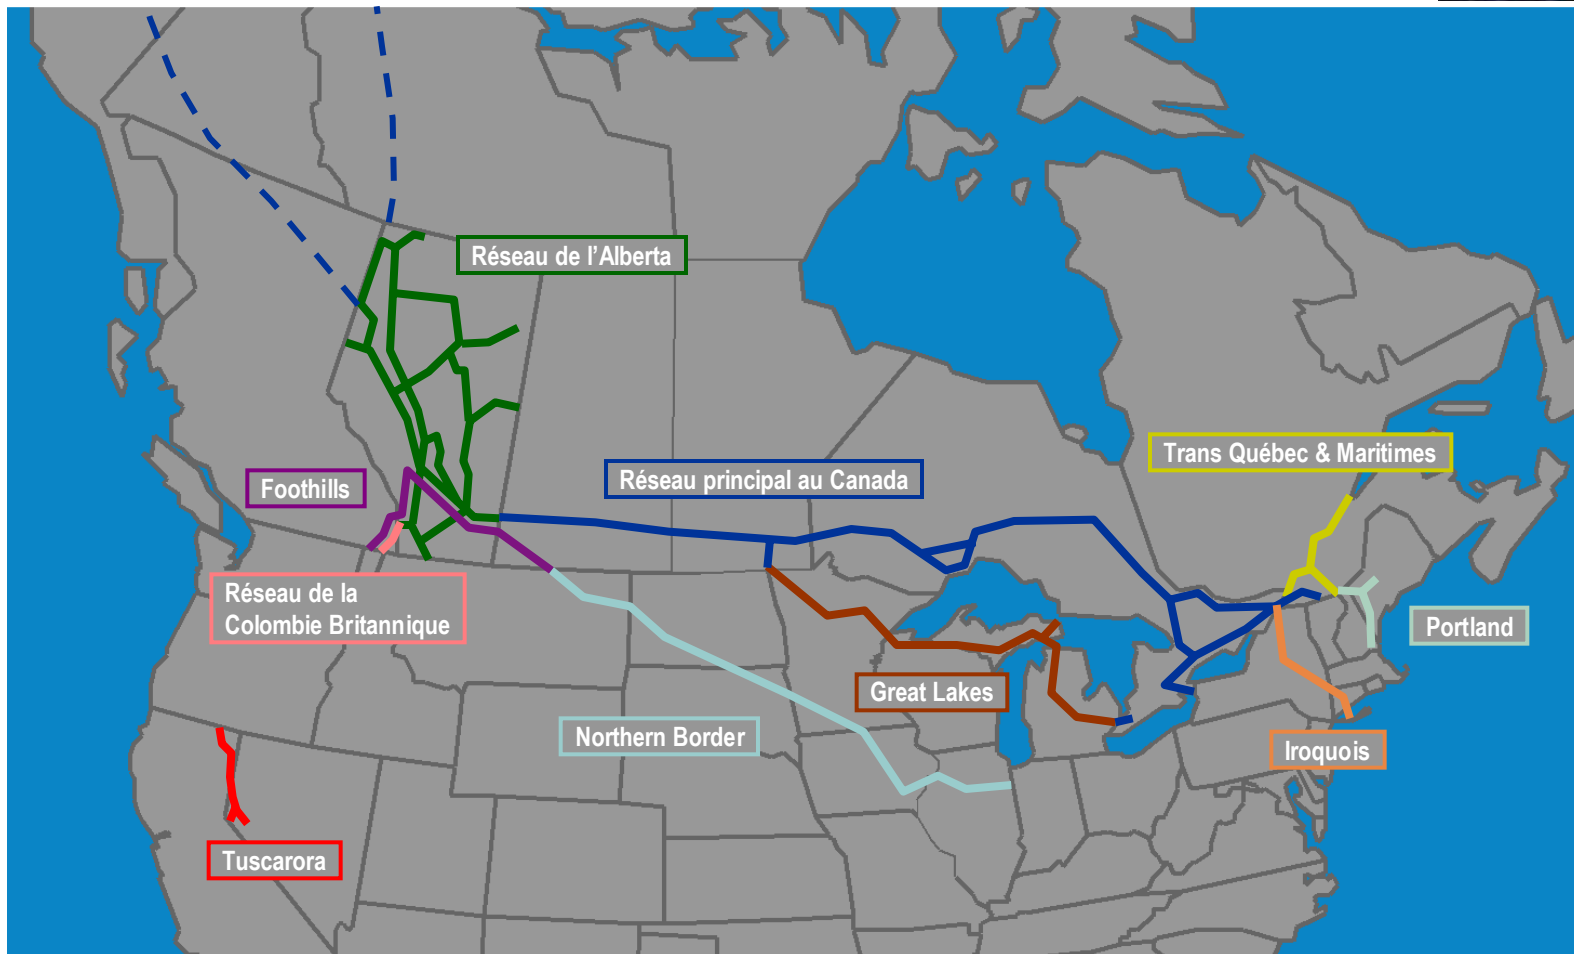 Réseau de l’Alberta
Trans Québec & Maritimes
Foothills
Réseau principal au Canada
Réseau de la
Colombie Britannique
Portland
Great Lakes
Northern Border
Iroquois
Tuscarora